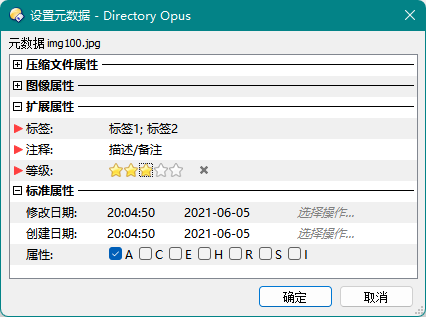 设置元数据 - Directory Opus
元数据 img100.jpg
压缩文件属性
图像属性
扩展属性
标签: 标签1; 标签2
注释: 描述/备注
等级:
标准属性
修改日期: 20:04:50 2021-06-05 选择操作...
创建日期: 20:04:50 2021-06-05 选择操作...
属性: A C E H R S I
确定 取消